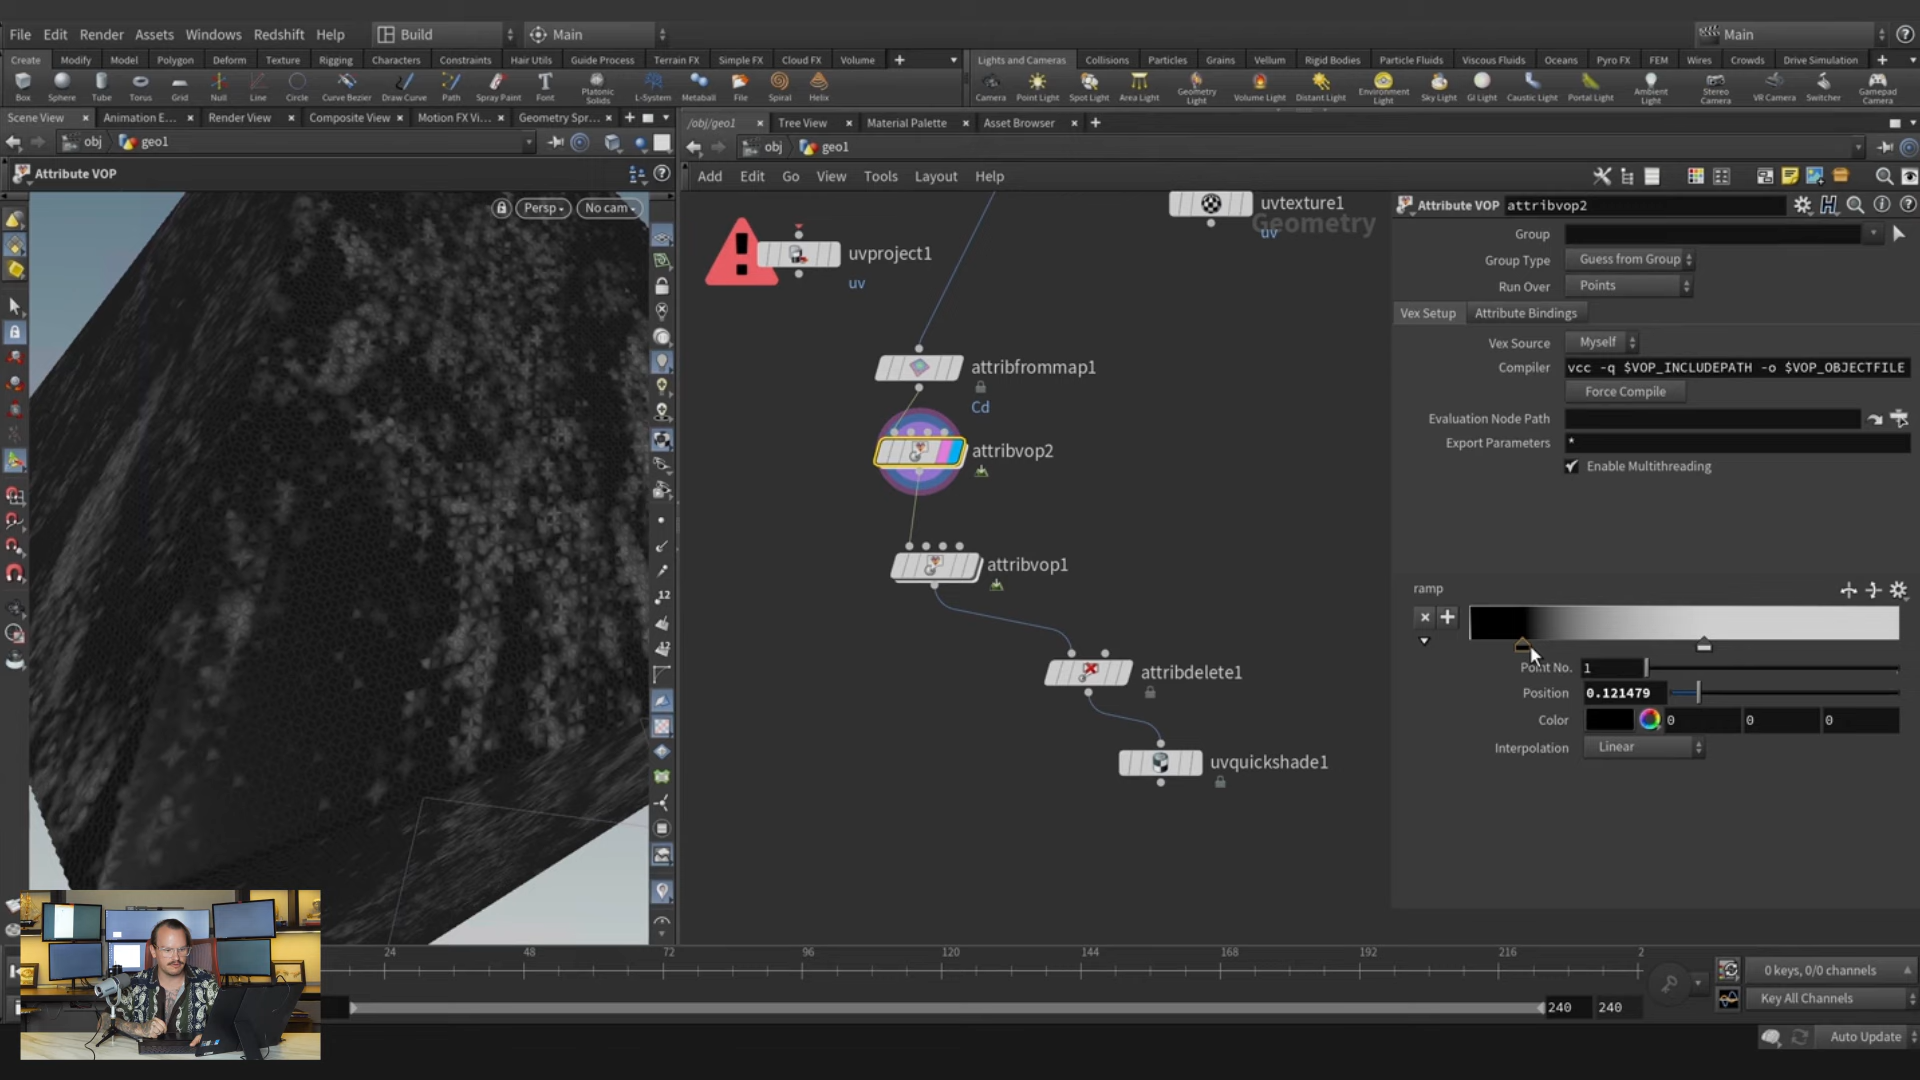 File Edit Render Assets Windows Redshift Help Build Main Main
Create Modify Model Polygon Deform Texture Rigging Characters Constraints Hair Utils Guide Process Terrain FX Simple FX Cloud FX Volume
Lights and Cameras Collisions Particles Grains Vellum Rigid Bodies Particle Fluids Viscous Fluids Oceans Pyro FX FEM Wires Crowds Drive Simulation
Box Sphere Tube Torus Grid Null Line Circle Curve Bezier Draw Curve Path Spray Paint Font Platonic Solids L-System Metaball File Spiral Helix
Camera Point Light Spot Light Area Light Geometry Light Volume Light Distant Light Environment Light Sky Light GI Light Caustic Light Portal Light Ambient Light Stereo Camera VR Camera Switcher Gamepad Camera
Scene View Animation E... Render View Composite View Motion FX Vi... Geometry Spr...
/obj/geo1 Tree View Material Palette Asset Browser
obj geo1
obj geo1
Attribute VOP
Add Edit Go View Tools Layout Help
Persp No cam
uvtexture1
Geometry
uv
uvproject1
uv
attribfrommap1
Cd
attribvop2
attribvop1
attribdelete1
uvquickshade1
Attribute VOP attribvop2
Group
Group Type Guess from Group
Run Over Points
Vex Setup Attribute Bindings
Vex Source Myself
Compiler vcc -q $VOP_INCLUDEPATH -o $VOP_OBJECTFILE
Force Compile
Evaluation Node Path
Export Parameters *
Enable Multithreading
ramp
Point No. 1
Position 0.121479
Color 0 0 0
Interpolation Linear
12
12
24 48 72 96 120 144 168 192 216 2
240 240
0 keys, 0/0 channels
Key All Channels
Auto Update